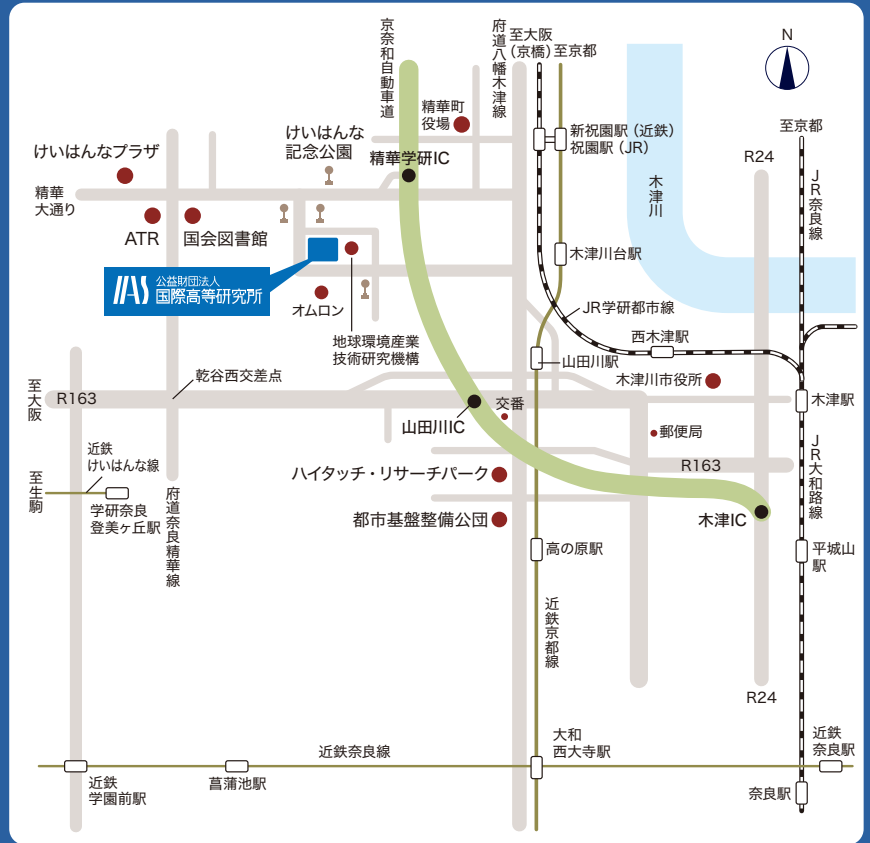 京奈和自動車道
府道八幡木津線
至大阪
(京橋)
至京都
N
精華町
役場
けいはんな
記念公園
新祝園駅(近鉄)
祝園駅(JR)
至京都
けいはんなプラザ
精華学研IC
R24
JR奈良線
木津川
精華
大通り
ATR
国会図書館
木津川台駅
IIAS
公益財団法人
国際高等研究所
オムロン
JR学研都市線
地球環境産業
技術研究機構
西木津駅
山田川駅
乾谷西交差点
木津川市役所
至大阪
R163
交番
木津駅
山田川IC
郵便局
近鉄
けいはんな線
JR大和路線
R163
ハイタッチ・リサーチパーク
至生駒
学研奈良
登美ヶ丘駅
府道奈良精華線
都市基盤整備公団
木津IC
高の原駅
平城山
駅
近鉄京都線
R24
近鉄奈良線
大和
西大寺駅
近鉄
奈良駅
近鉄
学園前駅
菖蒲池駅
奈良駅